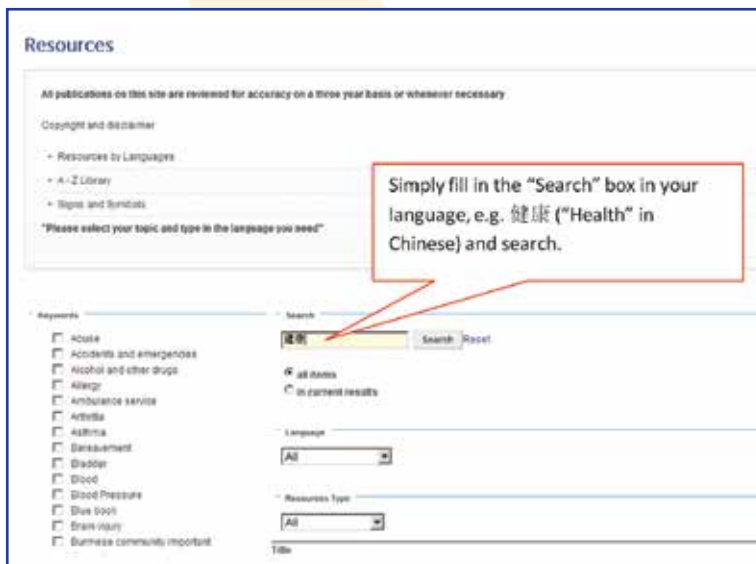 Resources
All publications on this site are reviewed for accuracy on a three year basis or whenever necessary
Copyright and disclaimer
Resources by Languages
A - Z Library
Signs and Symbols
"Please select your topic and type in the language you need"
Simply fill in the "Search" box in your
language, e.g. 健康 ("Health" in
Chinese) and search.
Keywords
Abuse
Accidents and emergencies
Alcohol and other drugs
Allergy
Ambulance service
Arthritis
Asthma
Bereavement
Bladder
Blood
Blood Pressure
Blue book
Brain injury
Burmese community important
Search
健康 Search Reset
all items
in current results
Language
All
Resources Type
All
Title